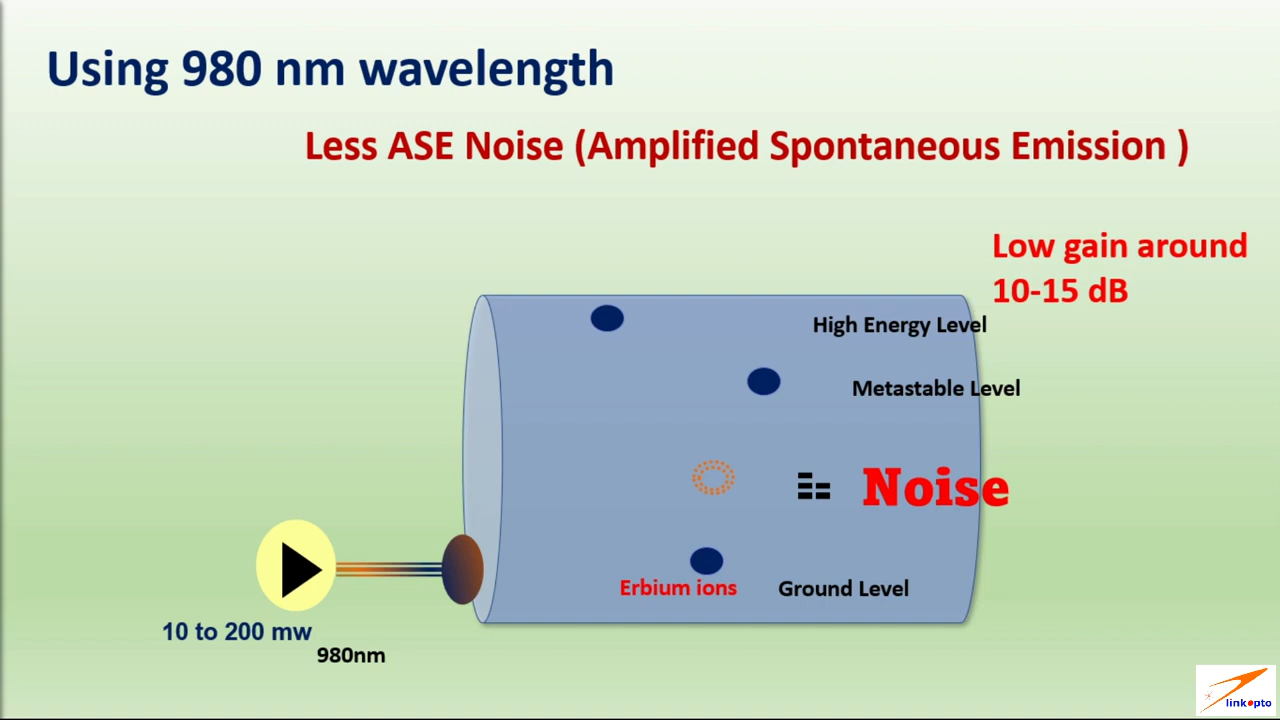 Using 980 nm wavelength
Less ASE Noise (Amplified Spontaneous Emission )
Low gain around
10-15 dB
High Energy Level
Metastable Level
Noise
Erbium ions
Ground Level
10 to 200 mw
980nm
linkopto